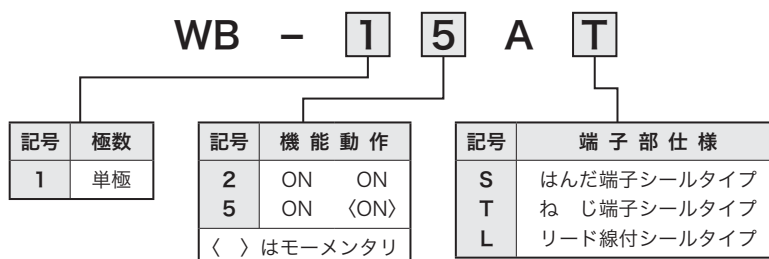 WB － 1 5 A T
記号 極数
1 単極
記号 機能動作
2 ON ON
5 ON 〈ON〉
〈 〉はモーメンタリ
記号 端子部仕様
S はんだ端子シールタイプ
T ね じ端子シールタイプ
L リード線付シールタイプ